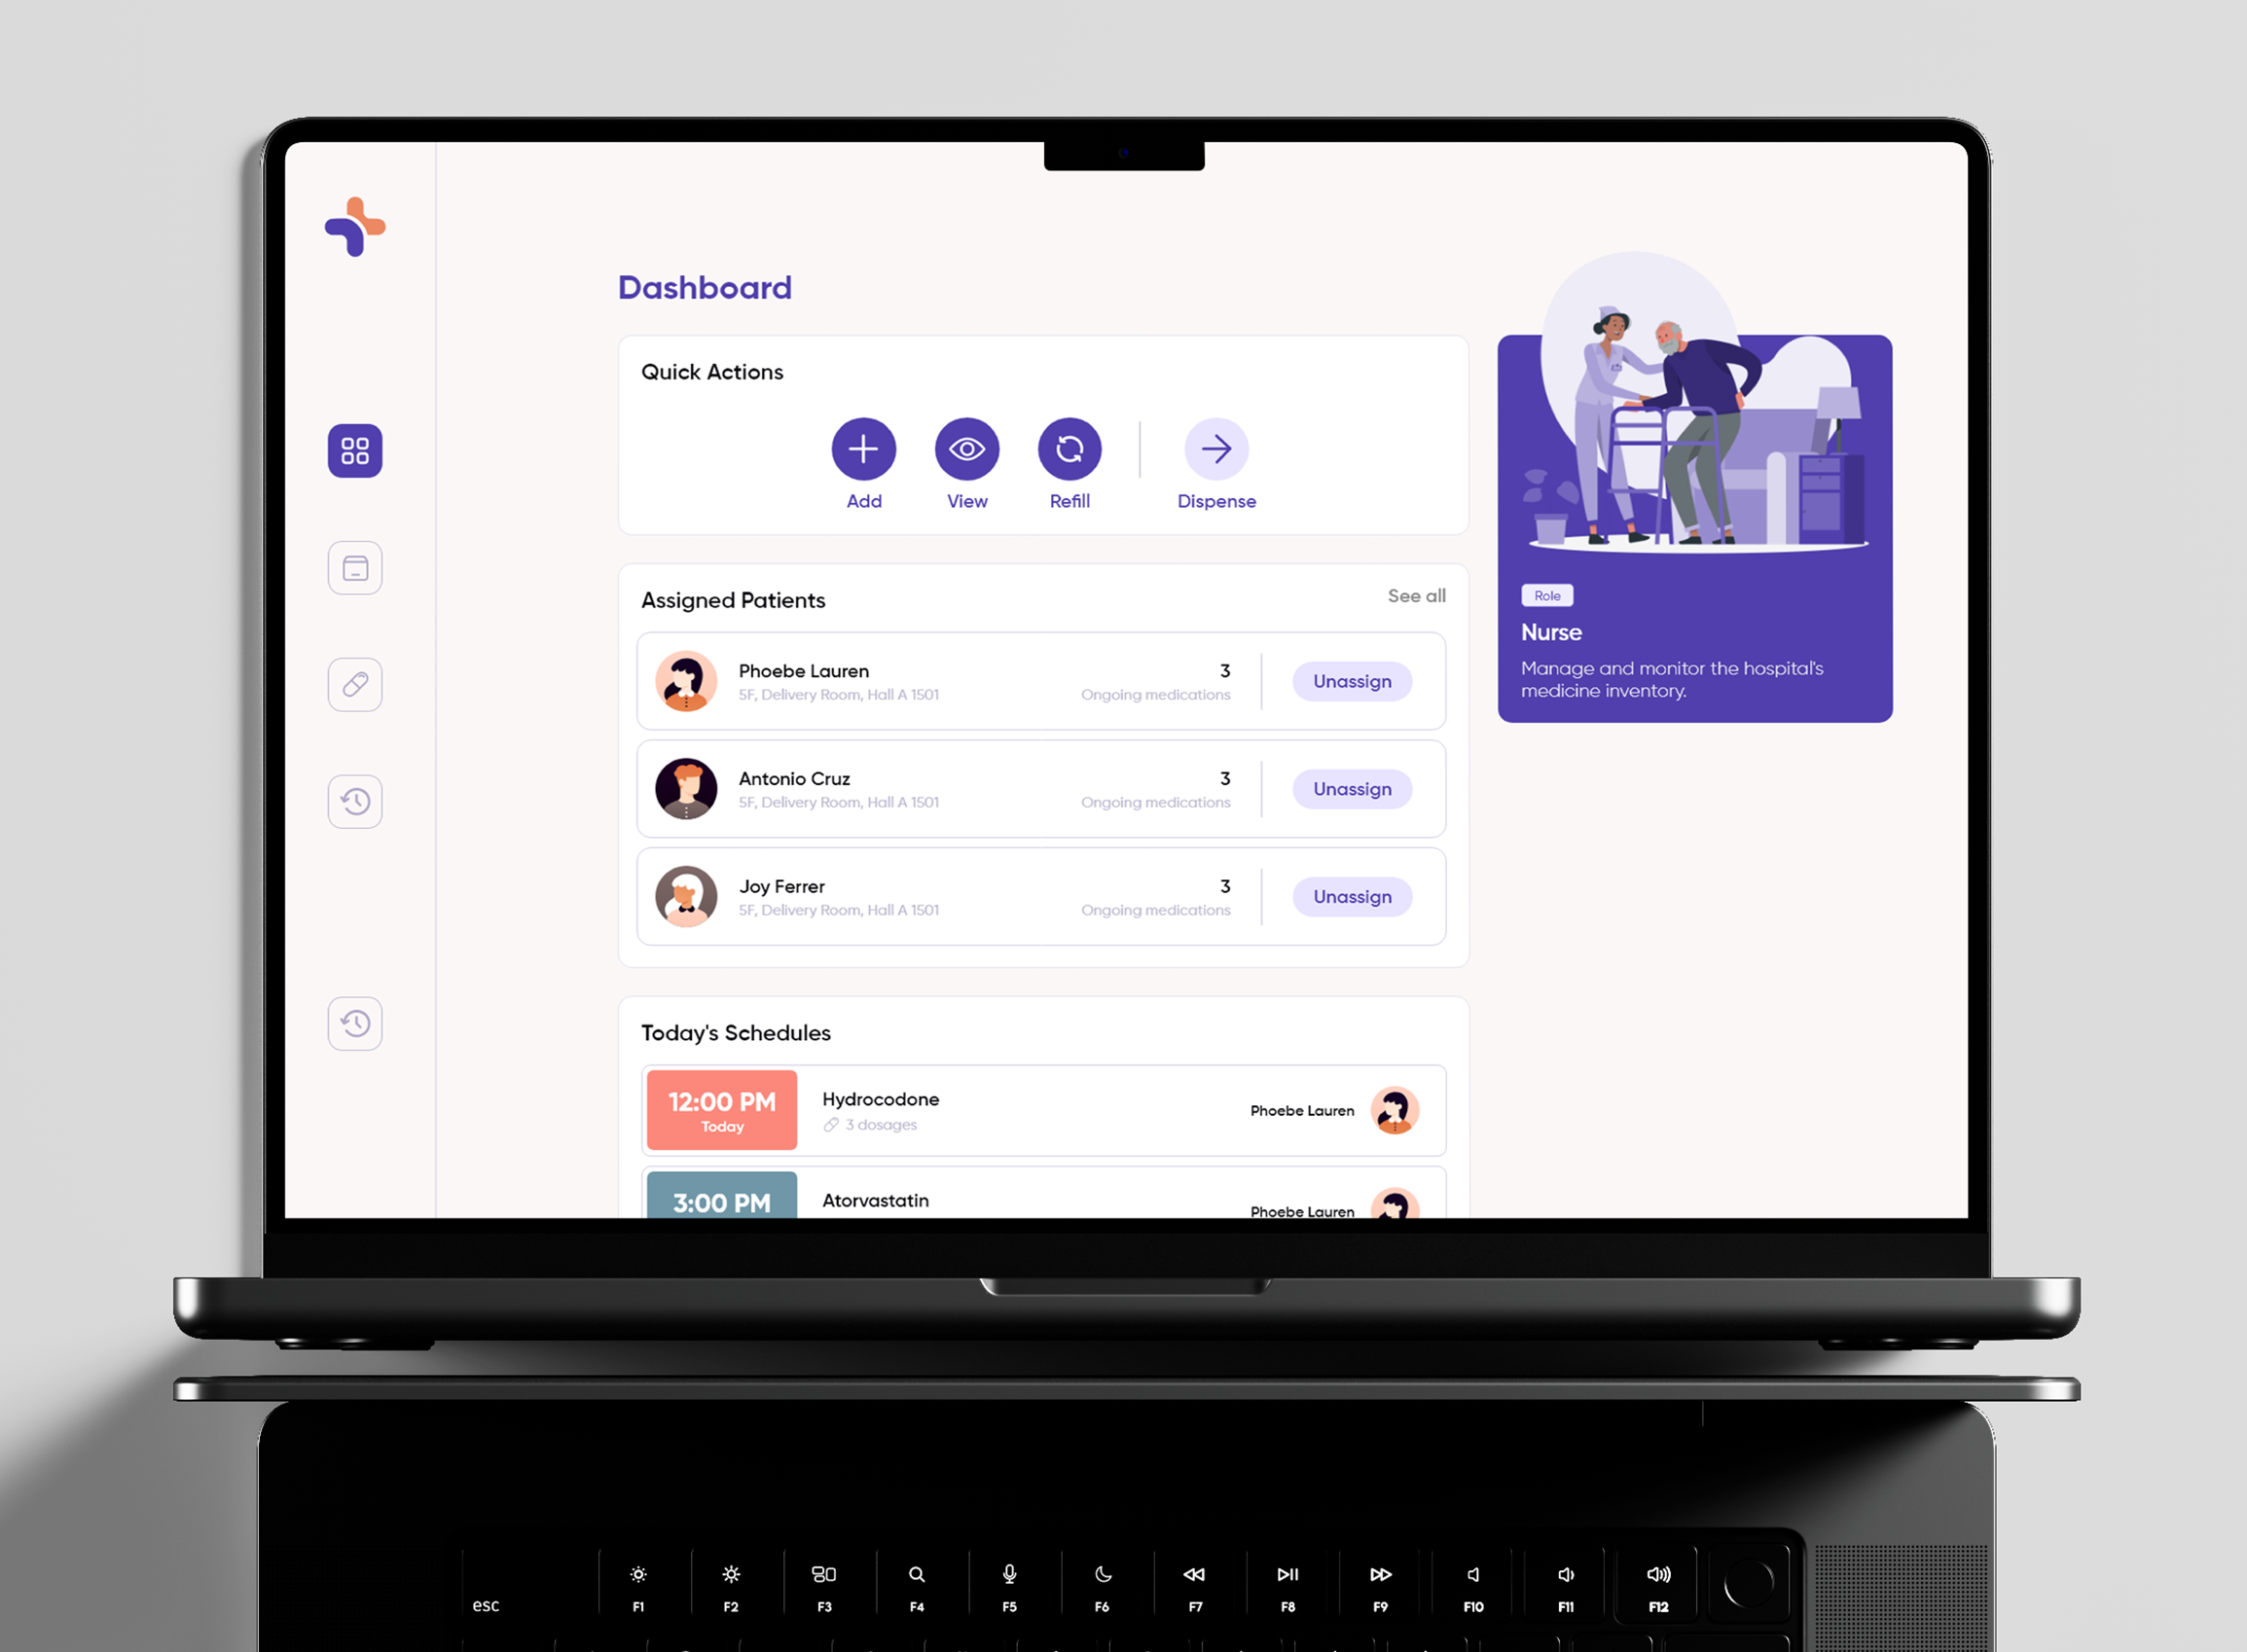 Dashboard
Quick Actions
Add
View
Refill
Dispense
Role
Nurse
Manage and monitor the hospital's
medicine inventory.
Assigned Patients
See all
Phoebe Lauren
5F, Delivery Room, Hall A 1501
3
Ongoing medications
Unassign
Antonio Cruz
5F, Delivery Room, Hall A 1501
3
Ongoing medications
Unassign
Joy Ferrer
5F, Delivery Room, Hall A 1501
3
Ongoing medications
Unassign
Today's Schedules
12:00 PM
Today
Hydrocodone
3 dosages
Phoebe Lauren
3:00 PM
Atorvastatin
Phoebe Lauren
esc
F1
F2
F3
F4
F5
F6
F7
F8
F9
F10
F11
F12